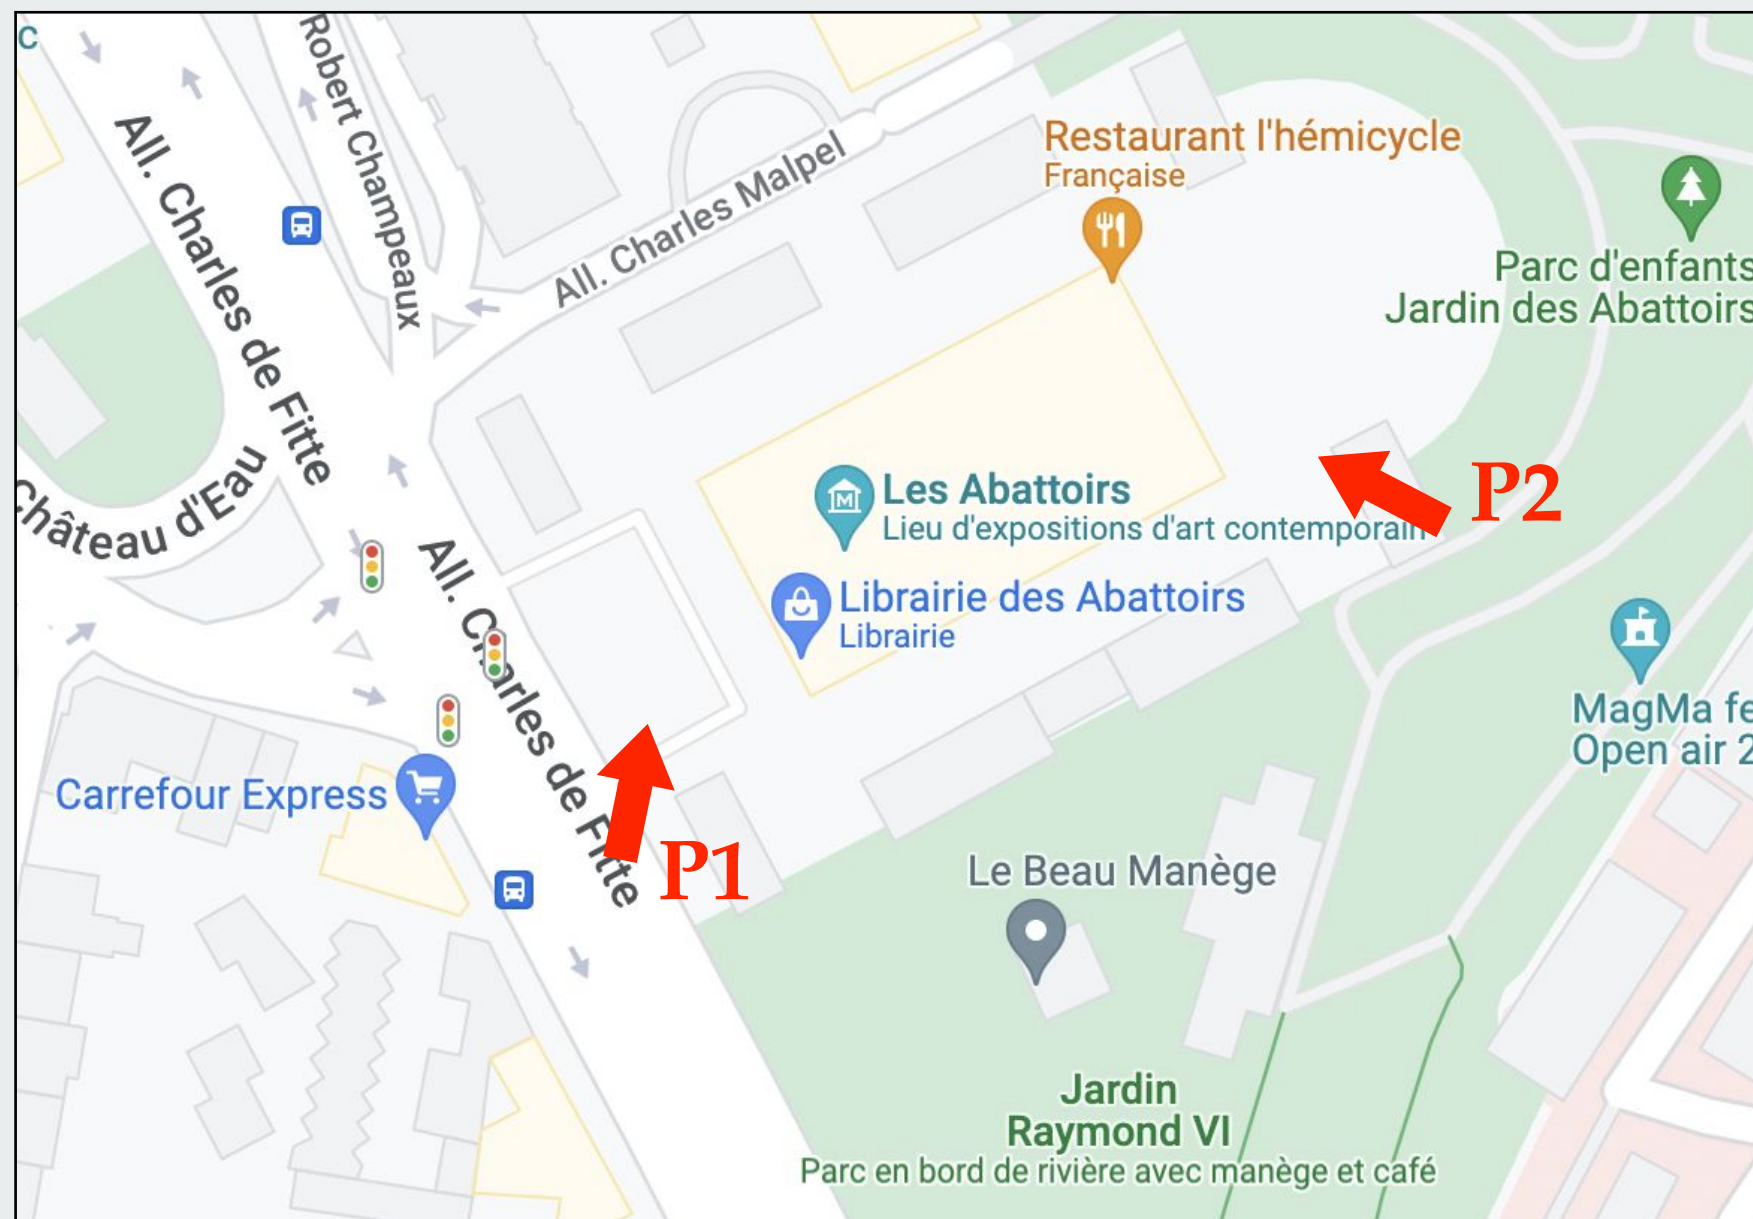 C
Robert Champeaux
All. Charles de Fitte
All. Charles Malpel
Restaurant l'hémicycle
Française
Parc d'enfants
Jardin des Abattoirs
Château d'Eau
Les Abattoirs
Lieu d'expositions d'art contemporain
P2
All. Charles de Fitte
Librairie des Abattoirs
Librairie
MagMa fe
Open air 2
Carrefour Express
P1
Le Beau Manège
Jardin
Raymond VI
Parc en bord de rivière avec manège et café